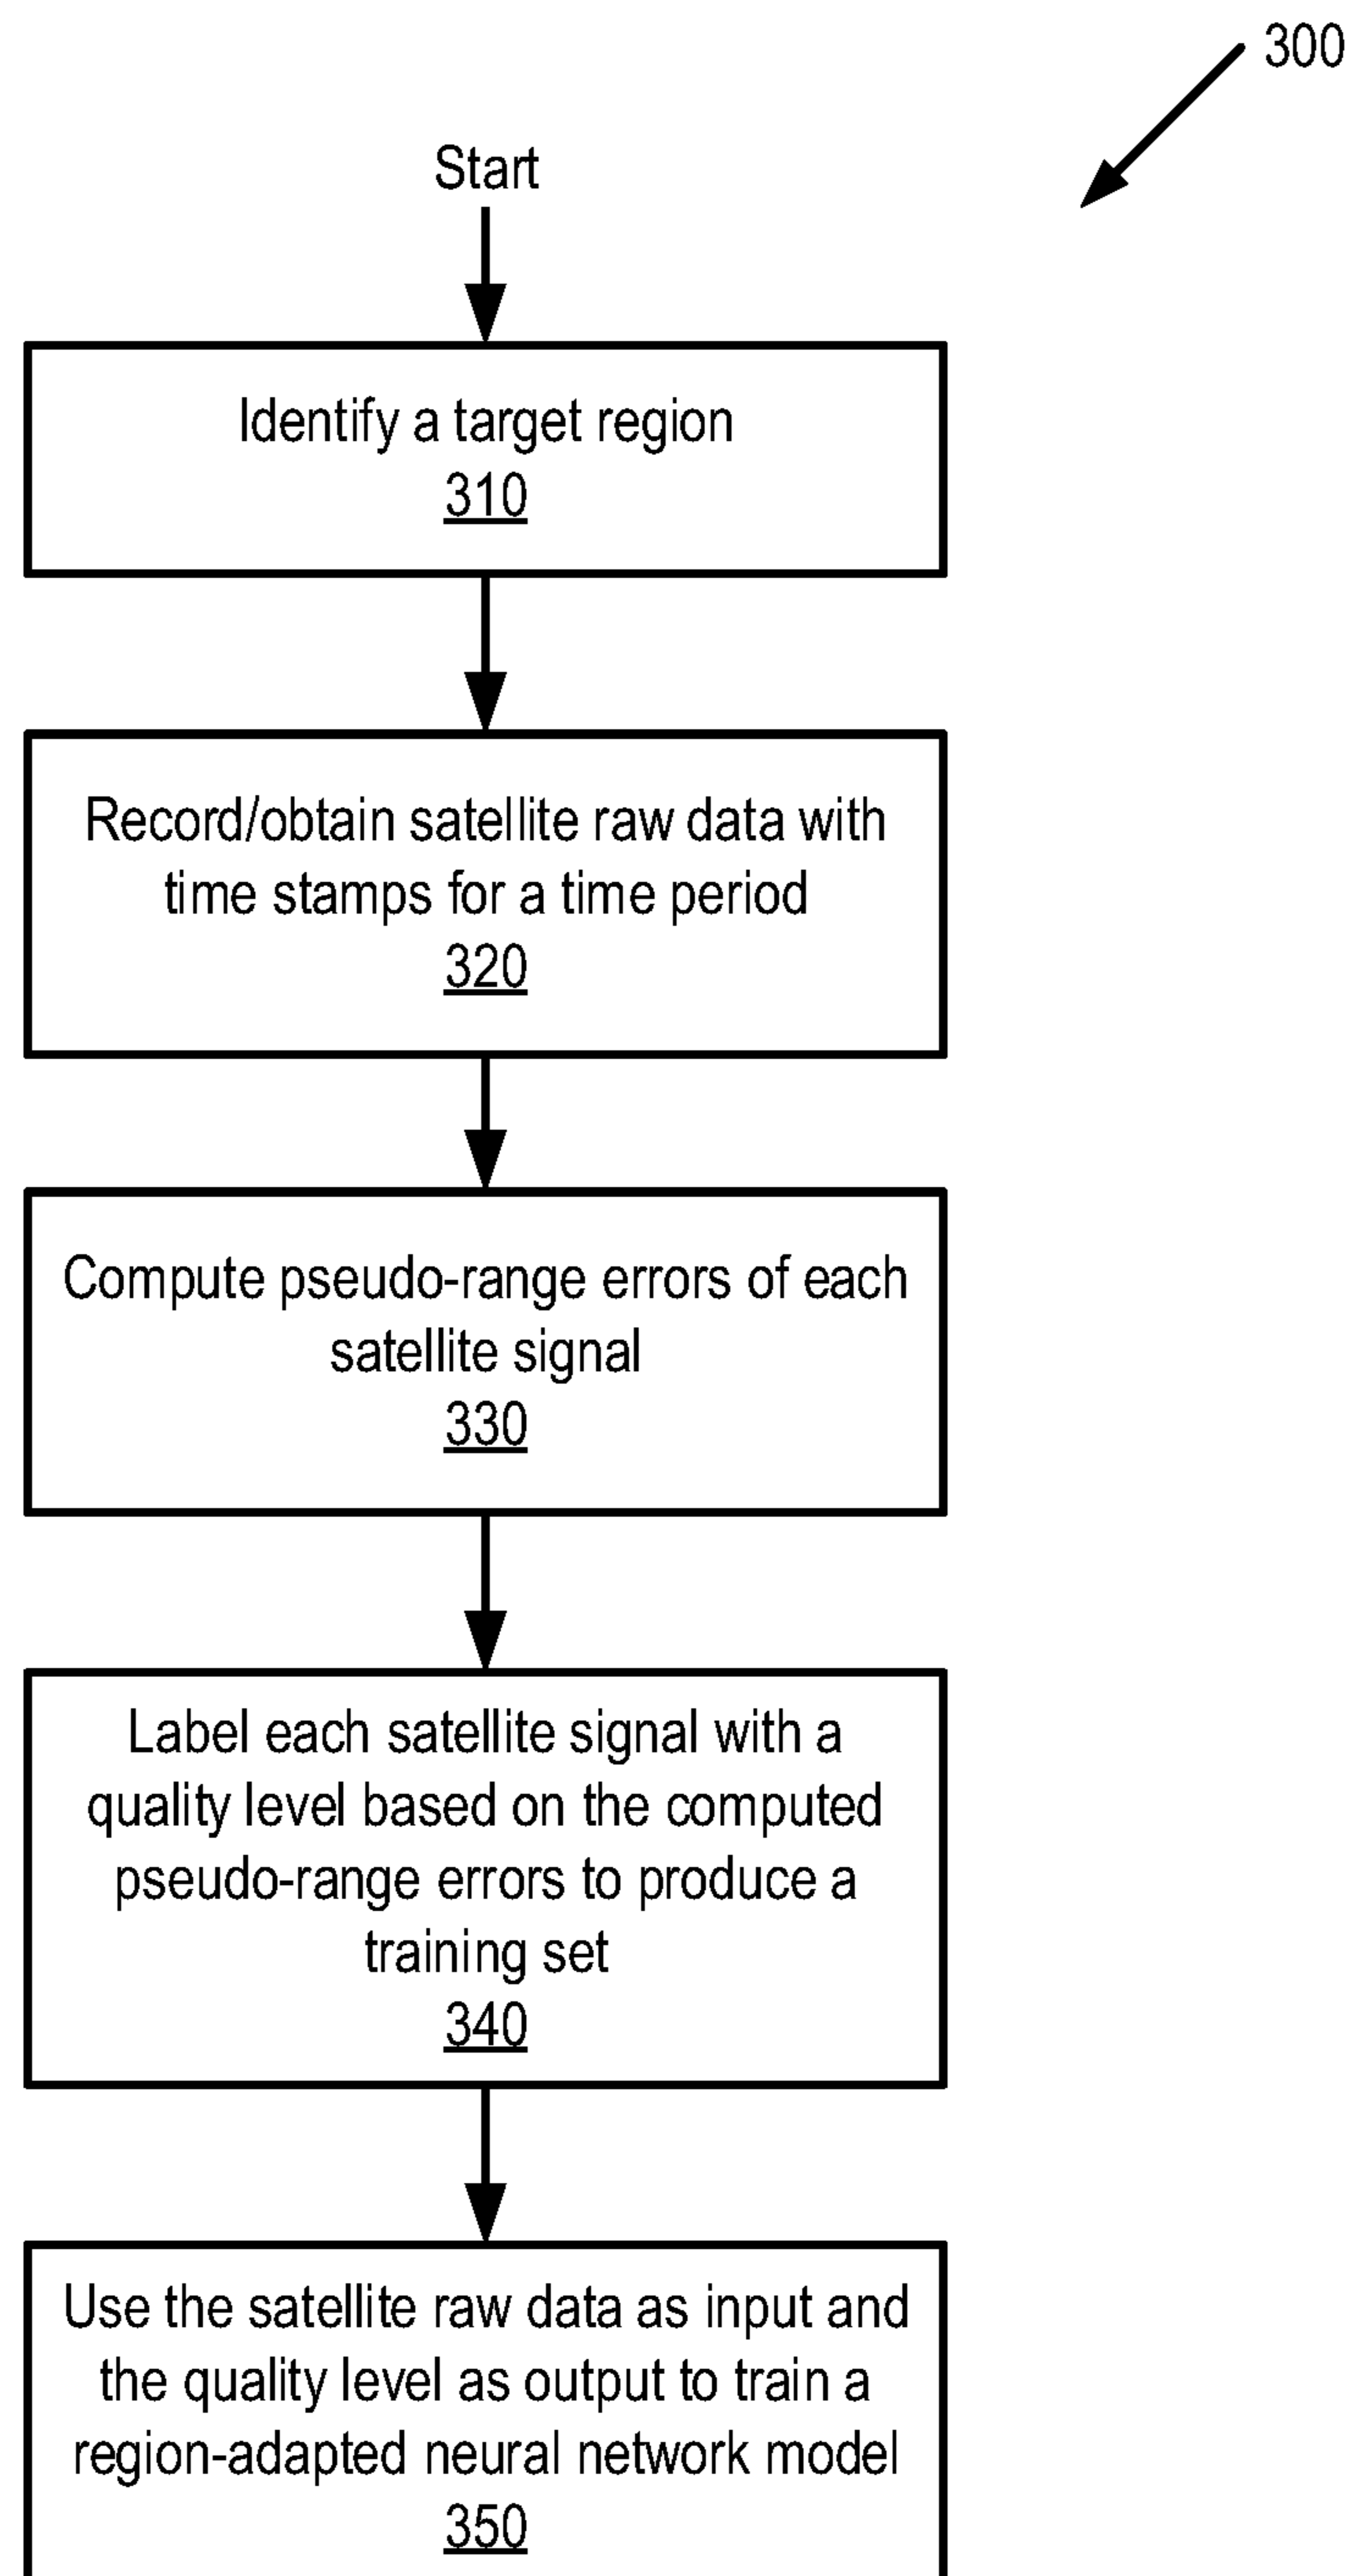 300
Start
Identify a target region
310
Record/obtain satellite raw data with
time stamps for a time period
320
Compute pseudo-range errors of each
satellite signal
330
Label each satellite signal with a
quality level based on the computed
pseudo-range errors to produce a
training set
340
Use the satellite raw data as input and
the quality level as output to train a
region-adapted neural network model
350